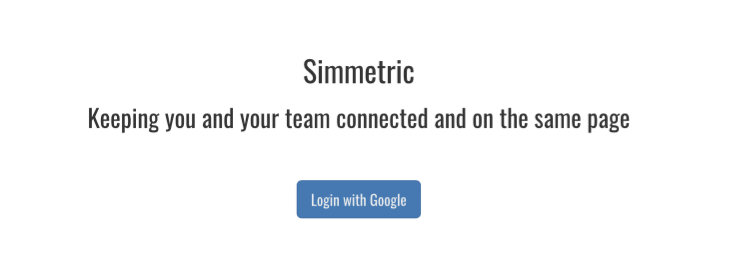 Simmetric
Keeping you and your team connected and on the same page
Login with Google